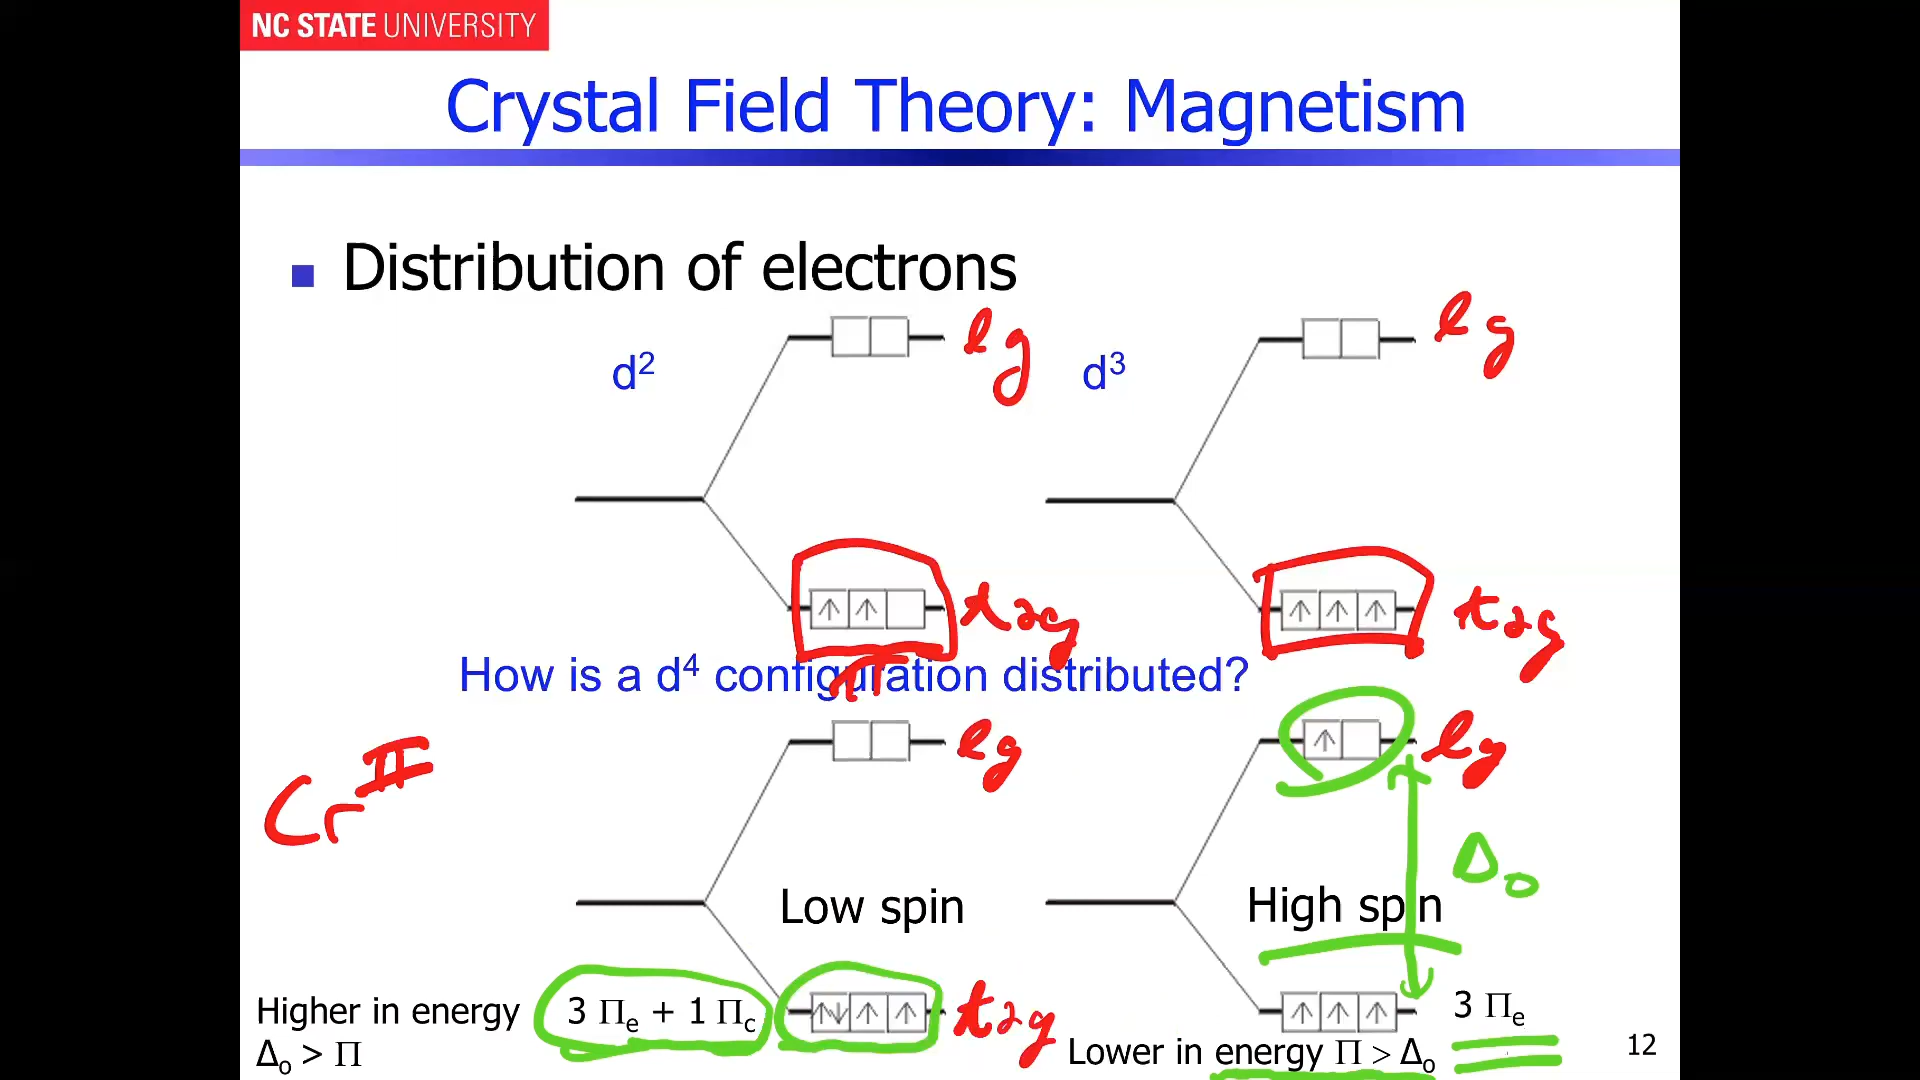 NC STATE UNIVERSITY
Crystal Field Theory: Magnetism
Distribution of electrons
d² eg d³ eg
t2g t2g
How is a d⁴ configuration distributed?
π
Cr^II eg eg
Δo
Low spin High spin
Higher in energy 3 Πe + 1 Πc t2g 3 Πe
Δo > Π Lower in energy Π > Δo 12